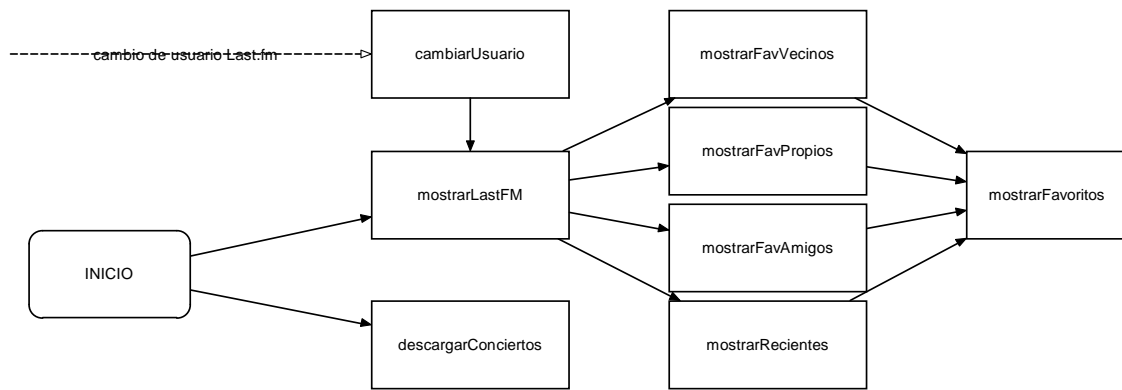 cambio de usuario Last.fm
cambiarUsuario
mostrarFavVecinos
mostrarFavPropios
mostrarLastFM
mostrarFavoritos
mostrarFavAmigos
INICIO
descargarConciertos
mostrarRecientes